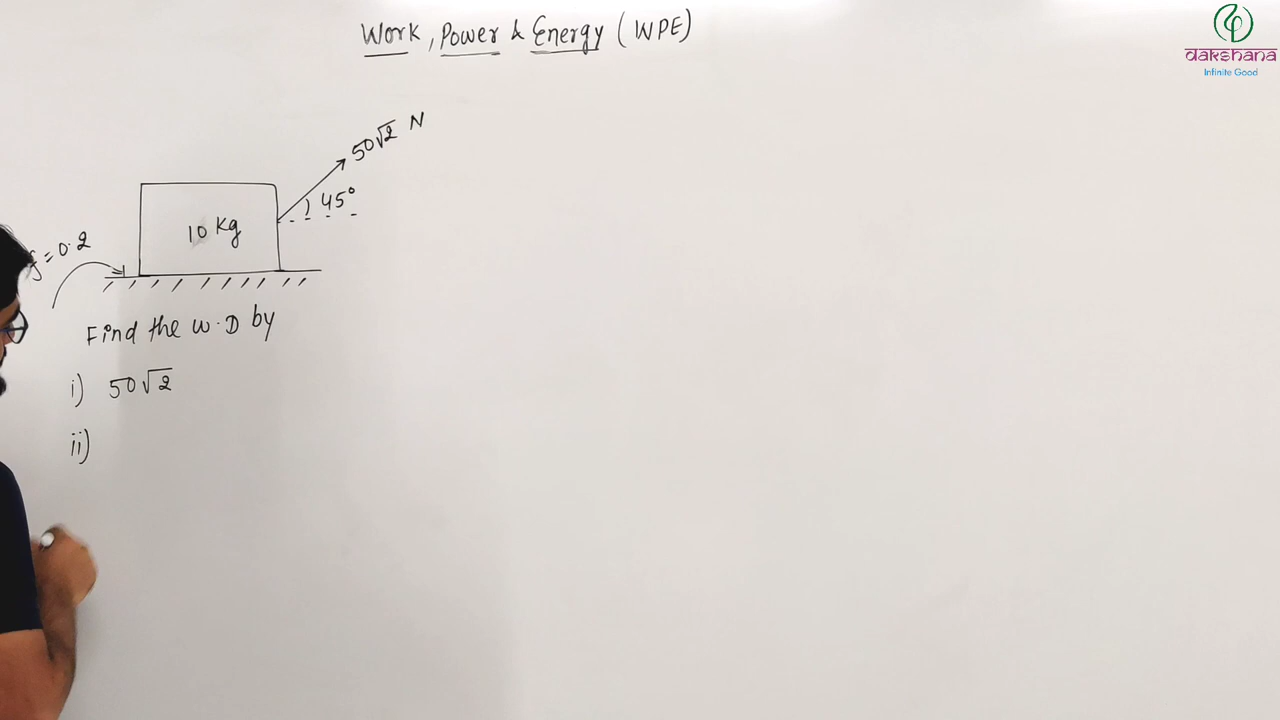 Work, Power & Energy (WPE)
dakshana
Infinite Good
50√2 N
45°
10 Kg
= 0.2
Find the W.D by
i) 50√2
ii)